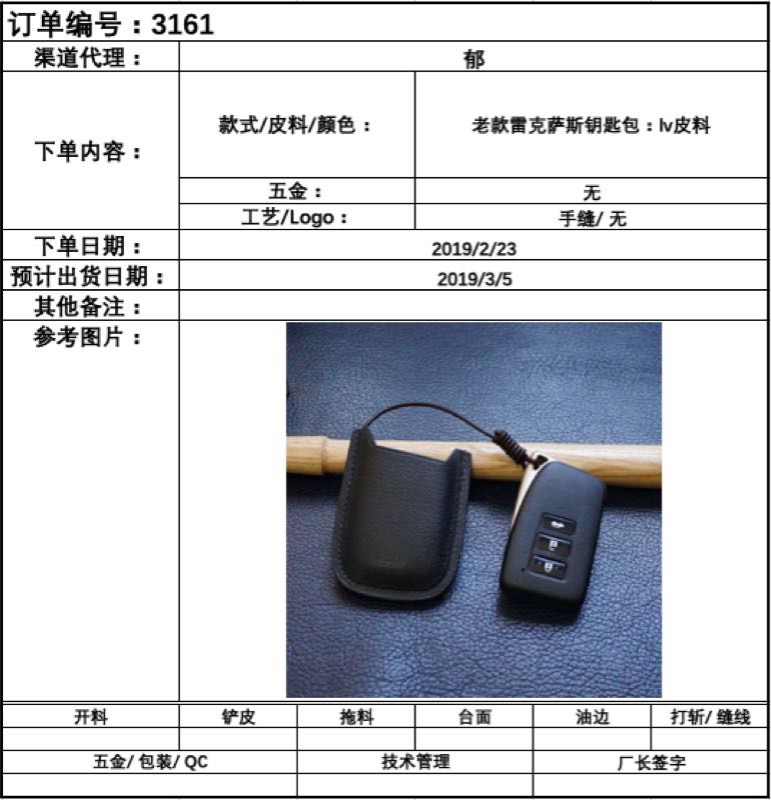 订单编号：3161
渠道代理：
郁
下单内容：
款式/皮料/颜色：
老款雷克萨斯钥匙包：lv皮料
五金：
无
工艺/Logo：
手缝/ 无
下单日期：
2019/2/23
预计出货日期：
2019/3/5
其他备注：
参考图片：
开料
铲皮
拖料
台面
油边
打斩/ 缝线
五金/ 包装/ QC
技术管理
厂长签字